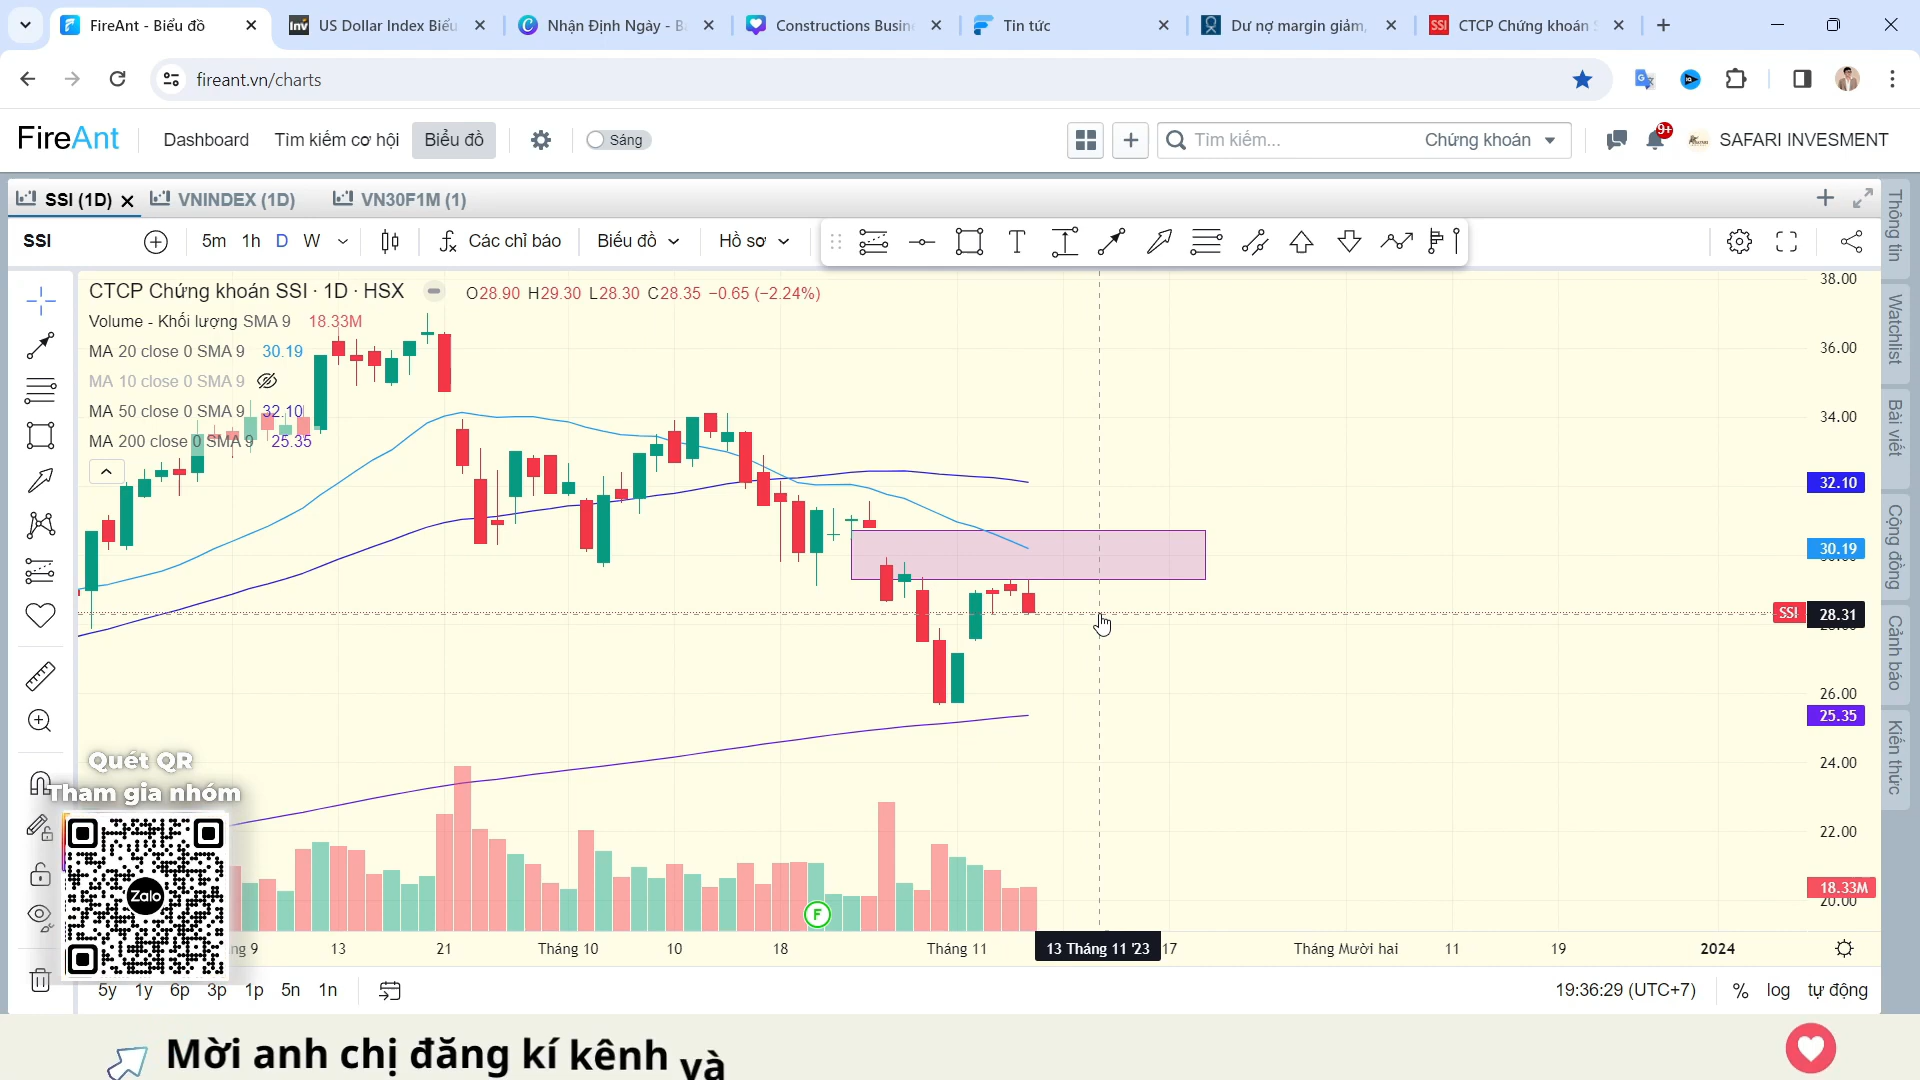 FireAnt - Biểu đồ
US Dollar Index Biểu
Nhận Định Ngày - B
Constructions Busin
Tin tức
Dư nợ margin giảm,
CTCP Chứng khoán S
fireant.vn/charts
FireAnt
Dashboard
Tìm kiếm cơ hội
Biểu đồ
Sáng
Tìm kiếm...
Chứng khoán
9+
SAFARI INVESMENT
SSI (1D)
VNINDEX (1D)
VN30F1M (1)
SSI
5m
1h
D
W
Các chỉ báo
Biểu đồ
Hồ sơ
CTCP Chứng khoán SSI · 1D · HSX
O28.90 H29.30 L28.30 C28.35 −0.65 (−2.24%)
Volume - Khối lượng SMA 9 18.33M
MA 20 close 0 SMA 9 30.19
MA 10 close 0 SMA 9
MA 50 close 0 SMA 9 32.10
MA 200 close 0 SMA 9 25.35
38.00
36.00
34.00
32.10
30.19
SSI 28.31
26.00
25.35
24.00
22.00
18.33M
20.00
Thông tin
Watchlist
Bài viết
Cộng đồng
Cảnh báo
Kiến thức
Quét QR
Tham gia nhóm
Zalo
F
ng 9
13
21
Tháng 10
10
18
Tháng 11
13 Tháng 11 '23
17
Tháng Mười hai
11
19
2024
5y
1y
6p
3p
1p
5n
1n
19:36:29 (UTC+7)
%
log
tự động
Mời anh chị đăng kí kênh và